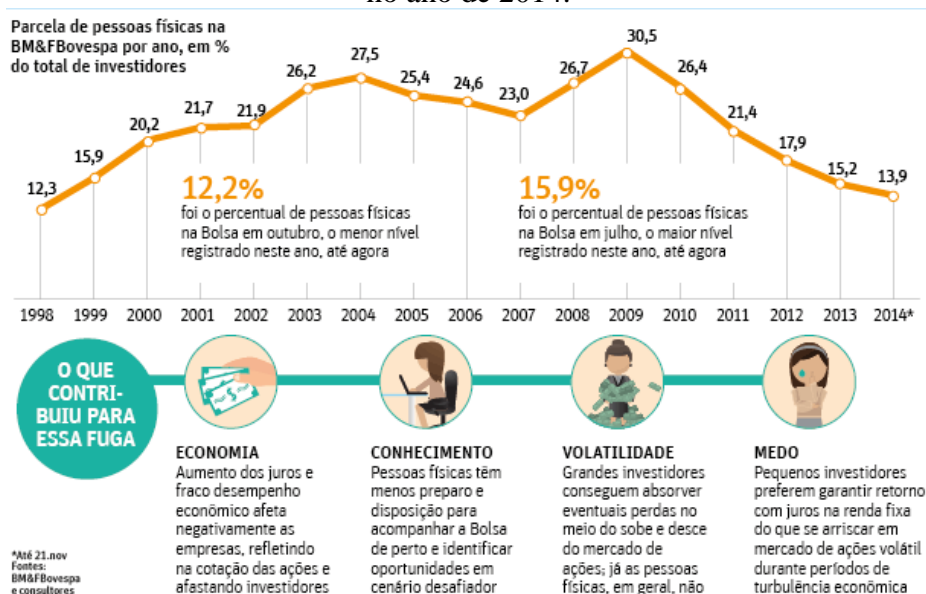 no ano de 2014.
Parcela de pessoas físicas na
BM&FBovespa por ano, em %
do total de investidores
12,3
15,9
20,2
21,7
21,9
26,2
27,5
25,4
24,6
23,0
26,7
30,5
26,4
21,4
17,9
15,2
13,9
12,2%
foi o percentual de pessoas físicas
na Bolsa em outubro, o menor nível
registrado neste ano, até agora
15,9%
foi o percentual de pessoas físicas
na Bolsa em julho, o maior nível
registrado neste ano, até agora
1998 1999 2000 2001 2002 2003 2004 2005 2006 2007 2008 2009 2010 2011 2012 2013 2014*
O QUE
CONTRI-
BUIU PARA
ESSA FUGA
ECONOMIA
Aumento dos juros e
fraco desempenho
econômico afeta
negativamente as
empresas, refletindo
na cotação das ações e
afastando investidores
CONHECIMENTO
Pessoas físicas têm
menos preparo e
disposição para
acompanhar a Bolsa
de perto e identificar
oportunidades em
cenário desafiador
VOLATILIDADE
Grandes investidores
conseguem absorver
eventuais perdas no
meio do sobe e desce
do mercado de
ações; já as pessoas
físicas, em geral, não
MEDO
Pequenos investidores
preferem garantir retorno
com juros na renda fixa
do que se arriscar em
mercado de ações volátil
durante períodos de
turbulência econômica
*Até 21.nov
Fontes:
BM&FBovespa
e consultores